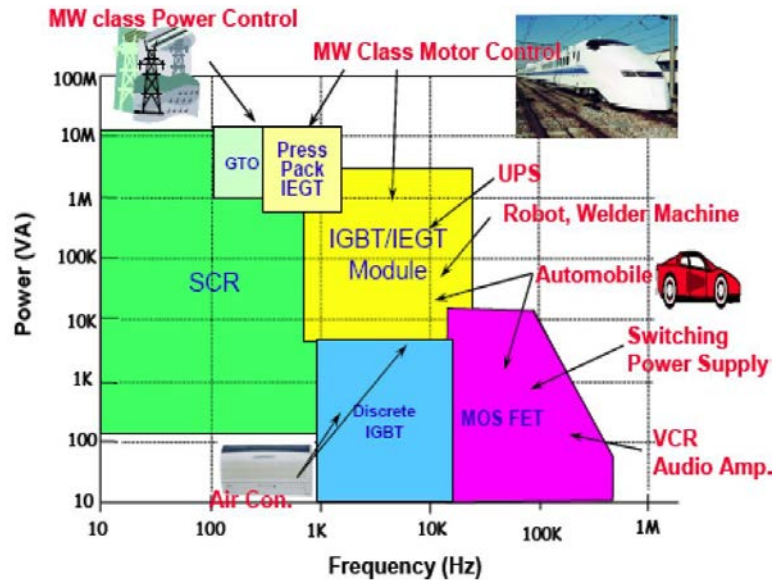 MW class Power Control
MW Class Motor Control
100M
10M
1M
100K
10K
1K
100
10
Power (VA)
GTO
Press
Pack
IEGT
UPS
Robot, Welder Machine
IGBT/IEGT
Module
SCR
Automobile
Switching
Power Supply
Discrete
IGBT
MOS FET
VCR
Audio Amp.
Air Con.
10
100
1K
10K
100K
1M
Frequency (Hz)